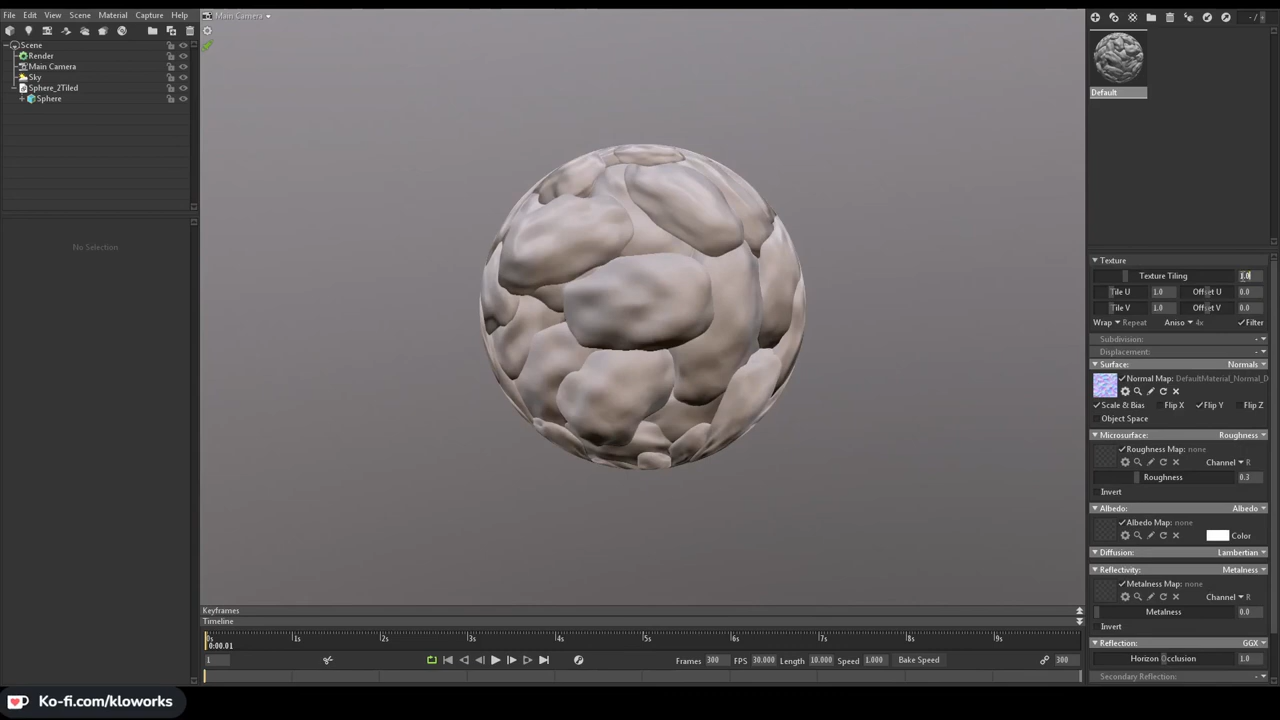 File Edit View Scene Material Capture Help
Main Camera
- /
Scene
Render
Main Camera
Sky
Sphere_2Tiled
Sphere
No Selection
Default
Texture
Texture Tiling 1.0
Tile U 1.0 Offset U 0.0
Tile V 1.0 Offset V 0.0
Wrap Repeat Aniso 4x Filter
Subdivision: -
Displacement: -
Surface: Normals
Normal Map: DefaultMaterial_Normal_D
Scale & Bias Flip X Flip Y Flip Z
Object Space
Microsurface: Roughness
Roughness Map: none
Channel R
Roughness 0.3
Invert
Albedo: Albedo
Albedo Map: none
Color
Diffusion: Lambertian
Reflectivity: Metalness
Metalness Map: none
Channel R
Metalness 0.0
Invert
Reflection: GGX
Horizon Occlusion 1.0
Secondary Reflection: -
Keyframes
Timeline
0s 1s 2s 3s 4s 5s 6s 7s 8s 9s
0:00.01
1 Frames 300 FPS 30.000 Length 10.000 Speed 1.000 Bake Speed 300
Ko-fi.com/kloworks